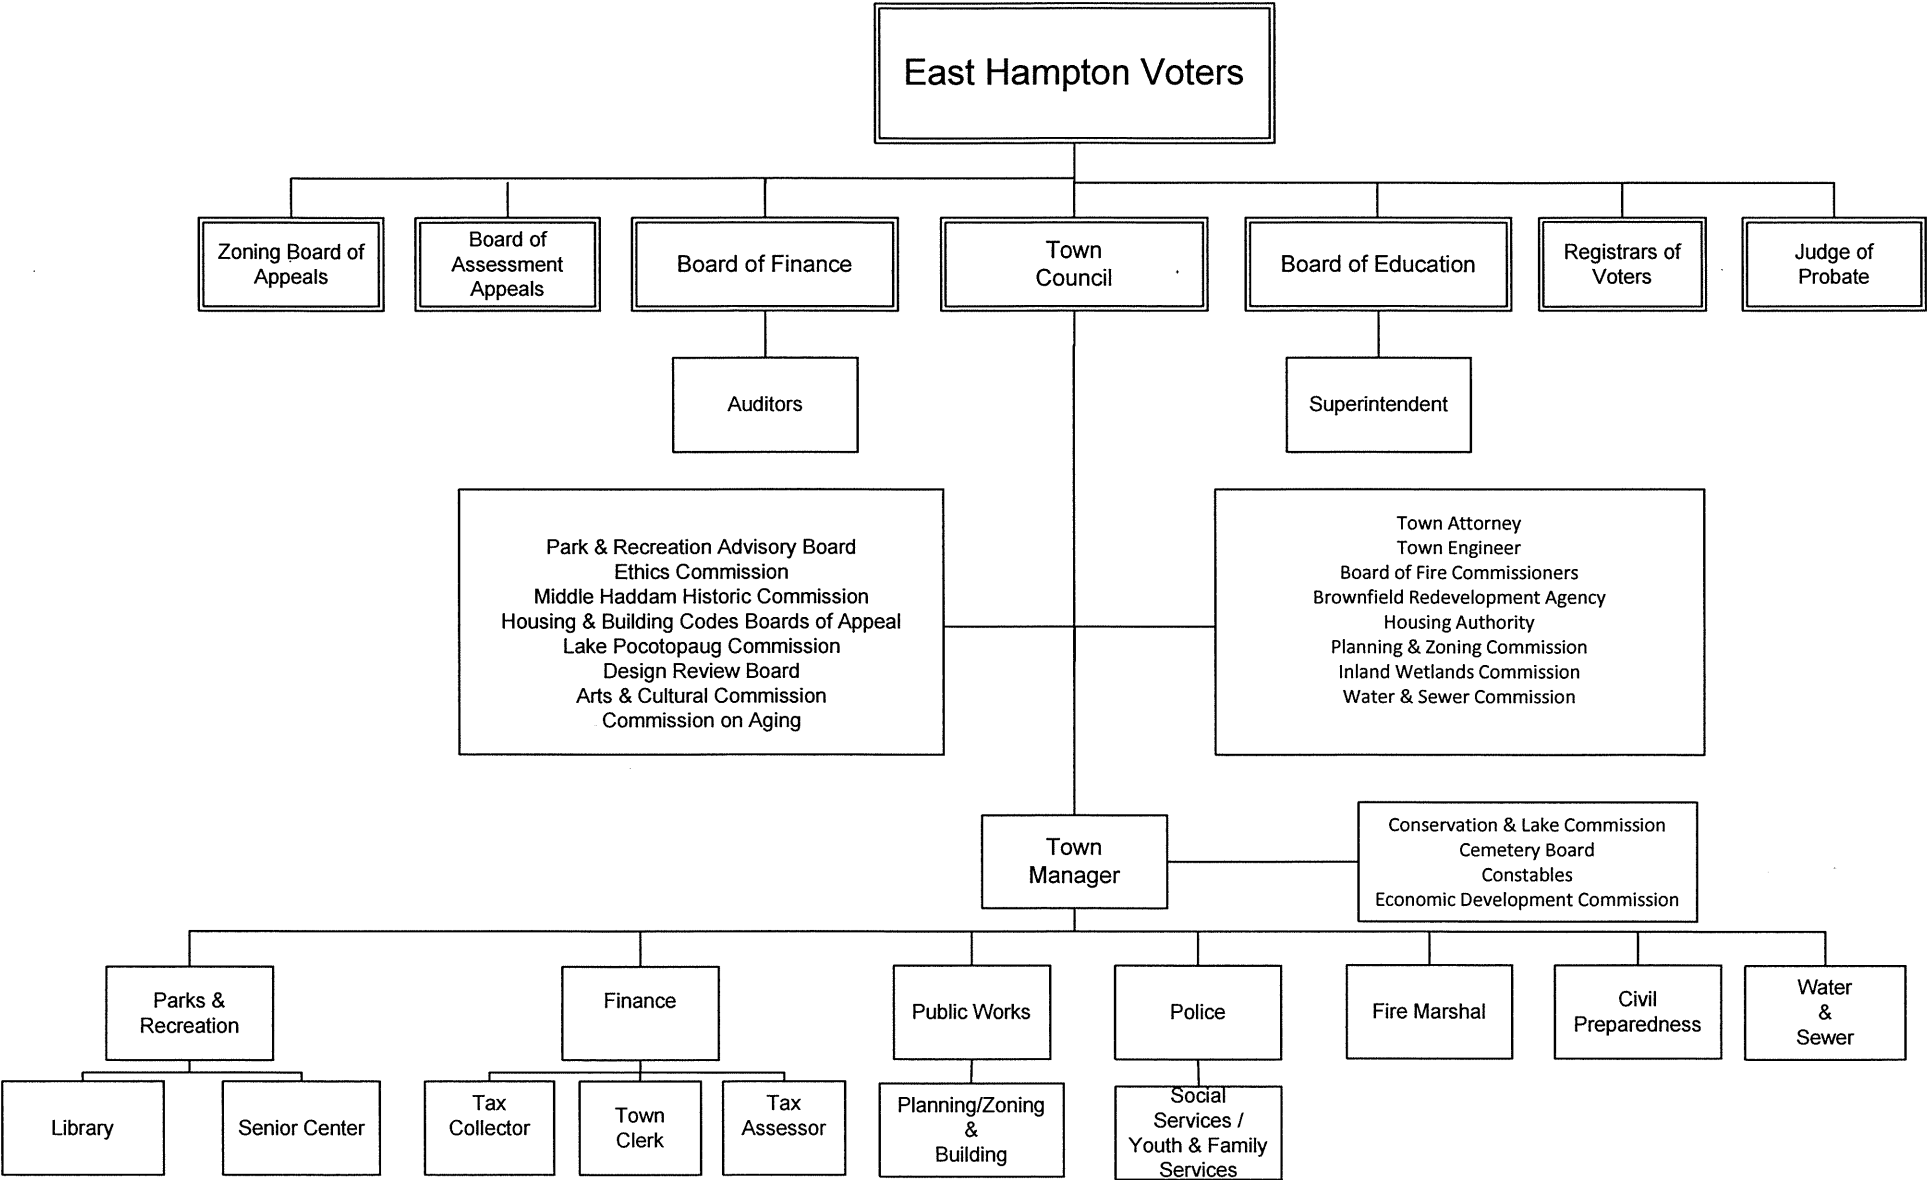 East Hampton Voters
Zoning Board of
Appeals
Board of
Assessment
Appeals
Board of Finance
Town
Council
Board of Education
Registrars of
Voters
Judge of
Probate
Auditors
Superintendent
Park & Recreation Advisory Board
Ethics Commission
Middle Haddam Historic Commission
Housing & Building Codes Boards of Appeal
Lake Pocotopaug Commission
Design Review Board
Arts & Cultural Commission
Commission on Aging
Town Attorney
Town Engineer
Board of Fire Commissioners
Brownfield Redevelopment Agency
Housing Authority
Planning & Zoning Commission
Inland Wetlands Commission
Water & Sewer Commission
Town
Manager
Conservation & Lake Commission
Cemetery Board
Constables
Economic Development Commission
Parks &
Recreation
Finance
Public Works
Police
Fire Marshal
Civil
Preparedness
Water
&
Sewer
Library
Senior Center
Tax
Collector
Town
Clerk
Tax
Assessor
Planning/Zoning
&
Building
Social
Services /
Youth & Family
Services